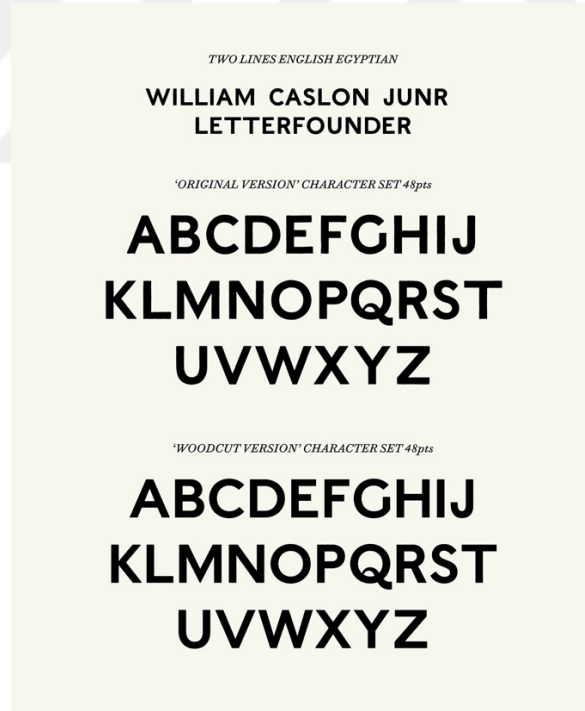 TWO LINES ENGLISH EGYPTIAN
WILLIAM CASLON JUNR
LETTERFOUNDER
‘ORIGINAL VERSION’ CHARACTER SET 48pts
ABCDEFGHIJ
KLMNOPQRST
UVWXYZ
‘WOODCUT VERSION’ CHARACTER SET 48pts
ABCDEFGHIJ
KLMNOPQRST
UVWXYZ